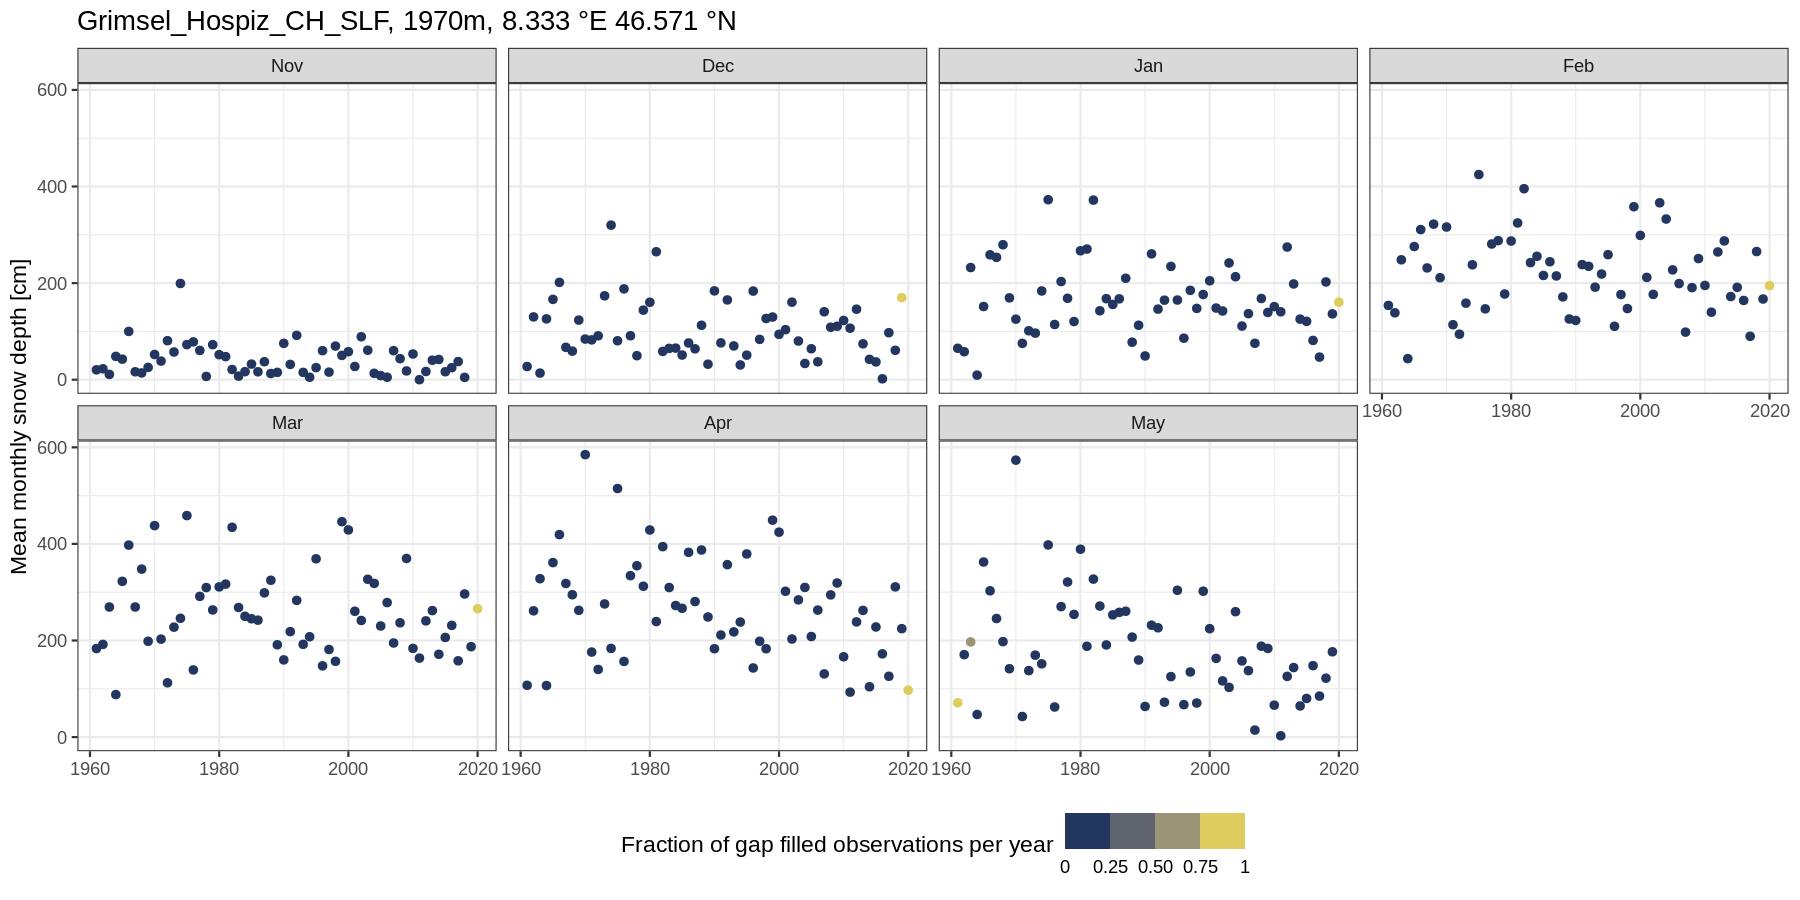 Grimsel_Hospiz_CH_SLF, 1970m, 8.333 °E 46.571 °N
Nov Dec Jan Feb
600
400
200
0
1960 1980 2000 2020
Mean monthly snow depth [cm]
Mar Apr May
600
400
200
0
1960 1980 2000 2020 1960 1980 2000 2020 1960 1980 2000 2020
Fraction of gap filled observations per year
0 0.25 0.50 0.75 1